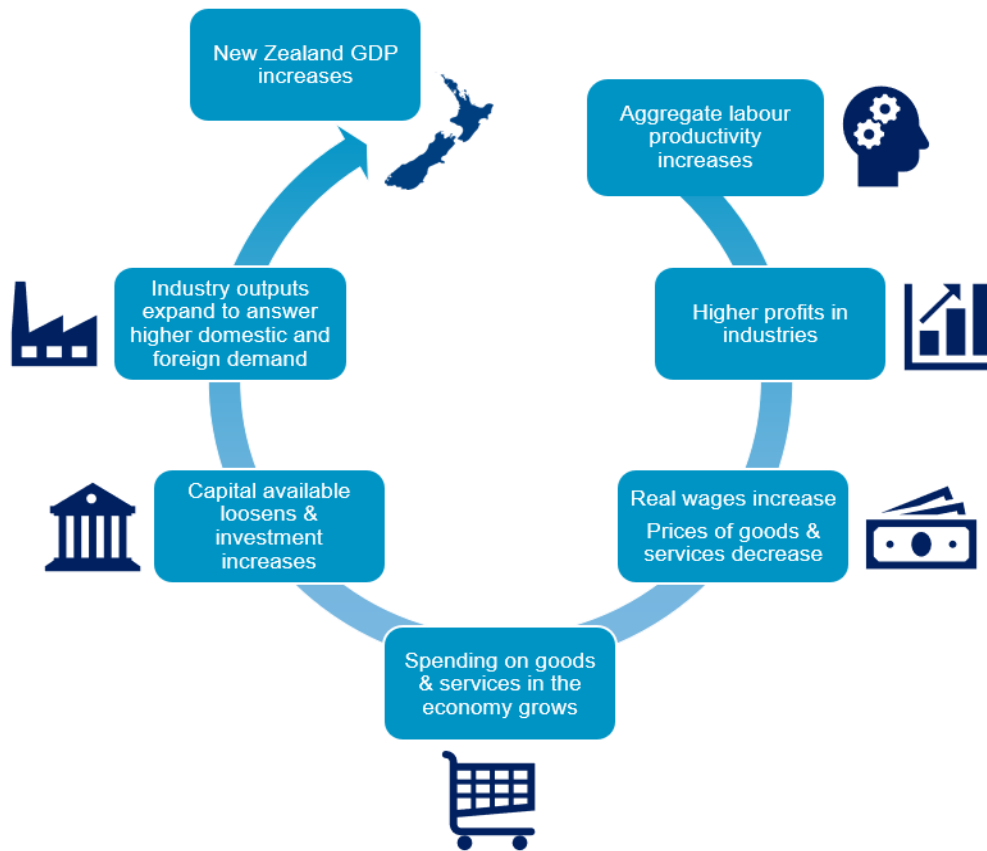 New Zealand GDP
increases
Aggregate labour
productivity
increases
Higher profits in
industries
Real wages increase
Prices of goods &
services decrease
Spending on goods
& services in the
economy grows
Capital available
loosens &
investment
increases
Industry outputs
expand to answer
higher domestic and
foreign demand